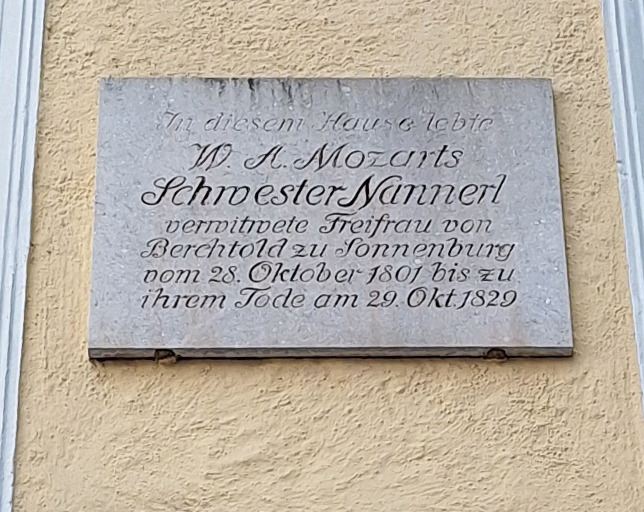 In diesem Hause lebte
W. A. Mozarts
Schwester Nannerl
verwitwete Freifrau von
Berchtold zu Sonnenburg
vom 28. Oktober 1801 bis zu
ihrem Tode am 29. Okt. 1829